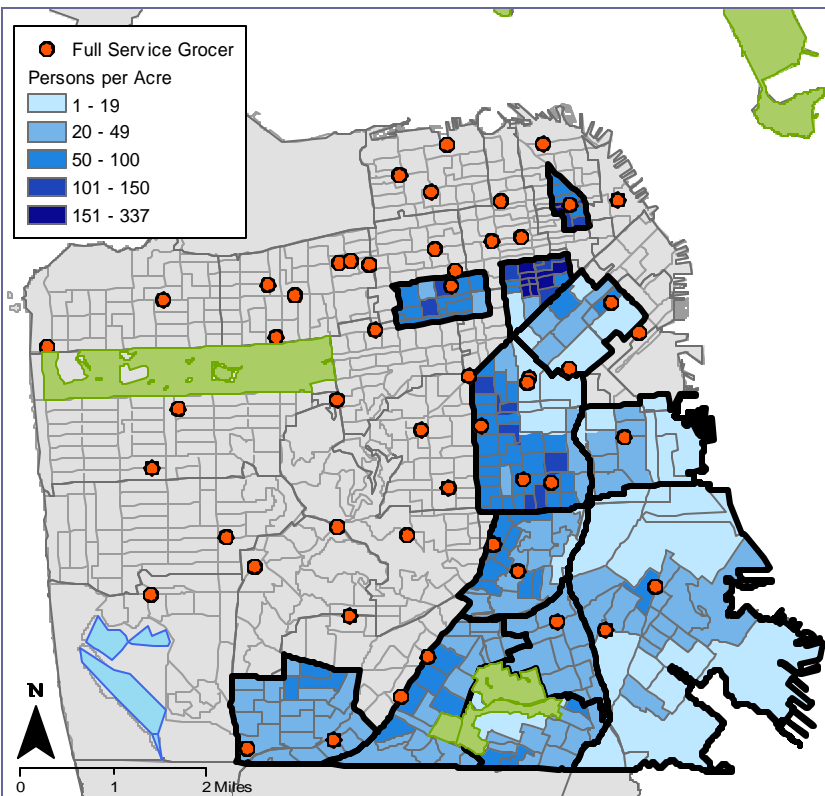 Full Service Grocer
Persons per Acre
1 - 19
20 - 49
50 - 100
101 - 150
151 - 337
N
0 1 2 Miles